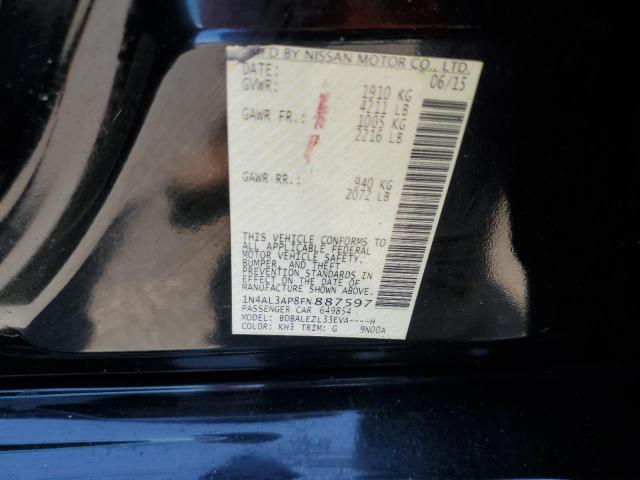 MFD BY NISSAN MOTOR CO., LTD.
DATE: 06/15
GVWR: 1910 KG
4211 LB
GAWR FR.: 1005 KG
2216 LB
GAWR RR.: 940 KG
2072 LB
THIS VEHICLE CONFORMS TO
ALL APPLICABLE FEDERAL
MOTOR VEHICLE SAFETY,
BUMPER, AND THEFT
PREVENTION STANDARDS IN
EFFECT ON THE DATE OF
MANUFACTURE SHOWN ABOVE.
1N4AL3AP8FN887597
PASSENGER CAR 649854
MODEL: BDBALEZL33EVA----H
COLOR: KH3 TRIM: G 9N00A